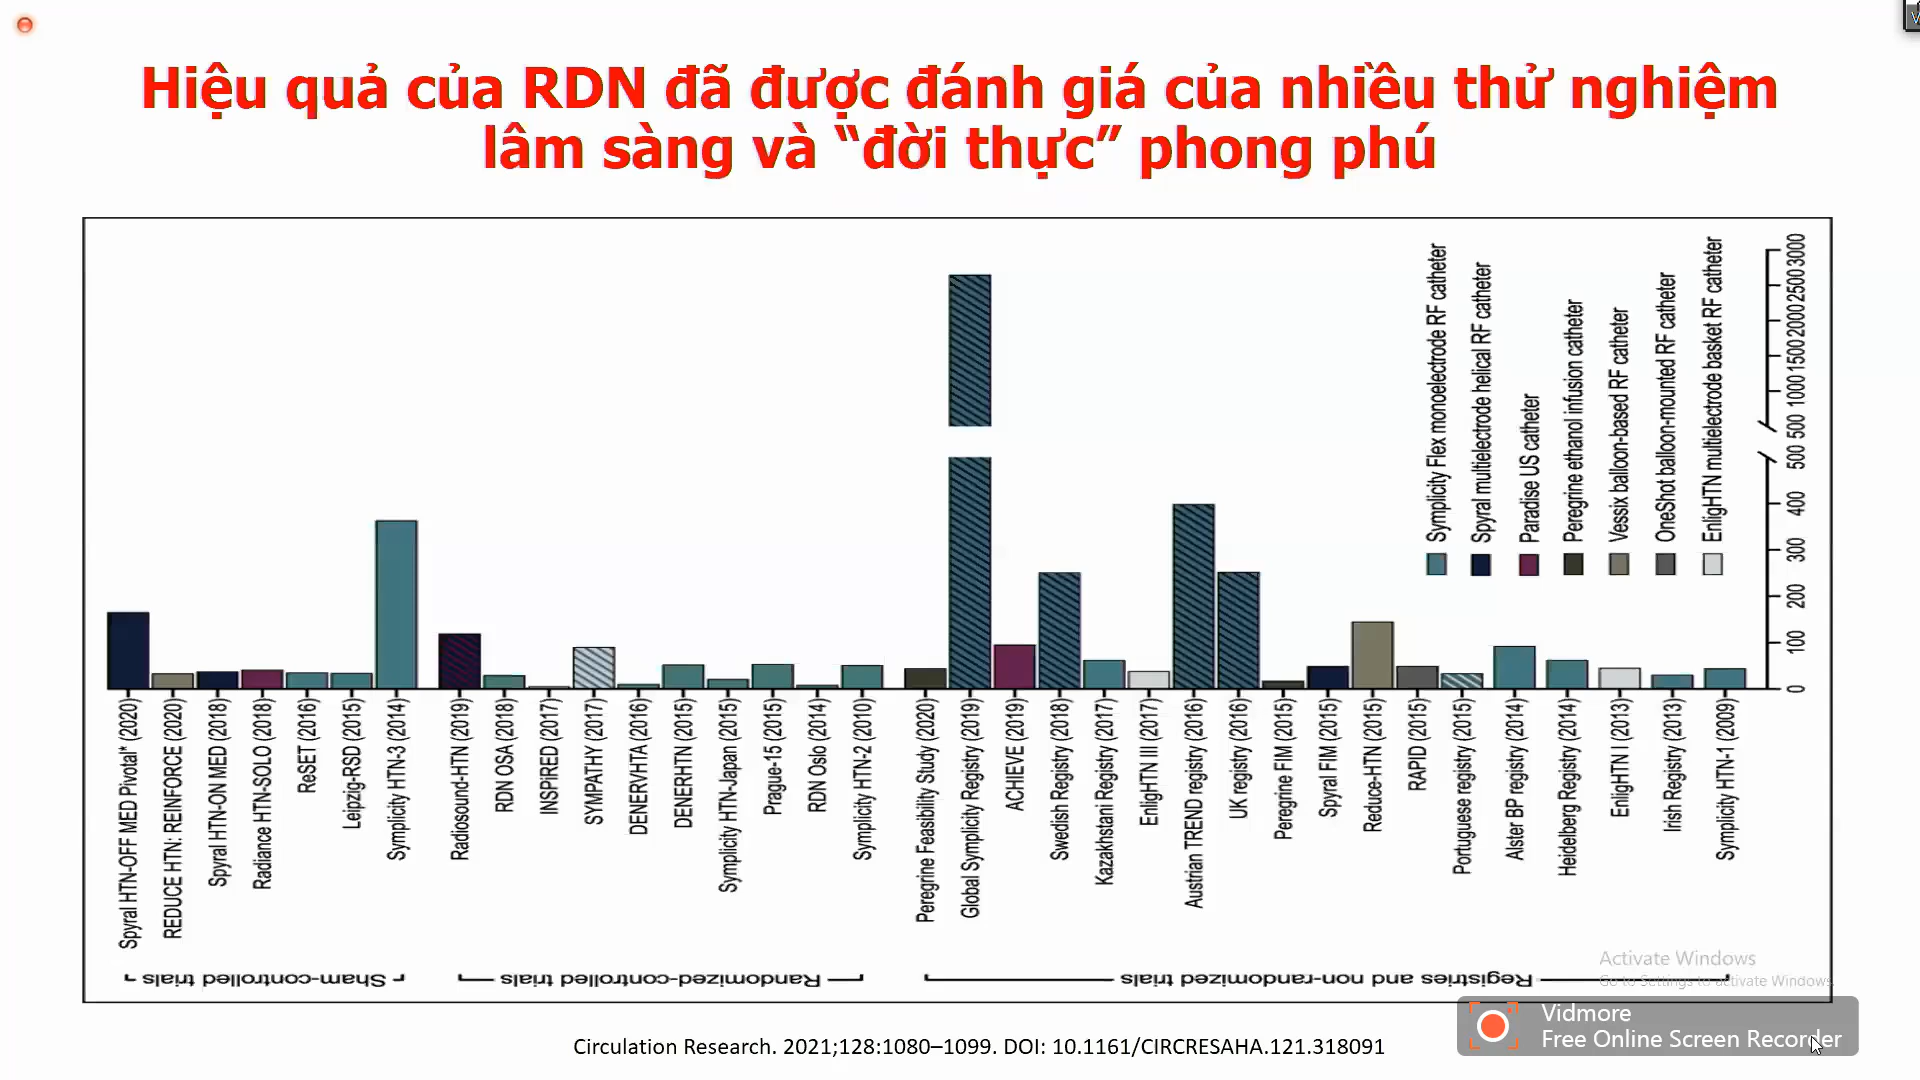 Hiệu quả của RDN đã được đánh giá của nhiều thử nghiệm
lâm sàng và “đời thực” phong phú
Symplicity Flex monoelectrode RF catheter
Spyral multielectrode helical RF catheter
Paradise US catheter
Peregrine ethanol infusion catheter
Vessix balloon-based RF catheter
OneShot balloon-mounted RF catheter
EnligHTN multielectrode basket RF catheter
3000
2500
2000
1500
1000
500
500
400
300
200
100
0
Spyral HTN-OFF MED Pivotal* (2020)
REDUCE HTN: REINFORCE (2020)
Spyral HTN-ON MED (2018)
Radiance HTN-SOLO (2018)
ReSET (2016)
Leipzig-RSD (2015)
Symplicity HTN-3 (2014)
Radiosound-HTN (2019)
RDN OSA (2018)
INSPIRED (2017)
SYMPATHY (2017)
DENERVHTA (2016)
DENERHTN (2015)
Symplicity HTN-Japan (2015)
Prague-15 (2015)
RDN Oslo (2014)
Symplicity HTN-2 (2010)
Peregrine Feasibility Study (2020)
Global Symplicity Registry (2019)
ACHIEVE (2019)
Swedish Registry (2018)
Kazakhstani Registry (2017)
EnligHTN III (2017)
Austrian TREND registry (2016)
UK registry (2016)
Peregrine FIM (2015)
Spyral FIM (2015)
Reduce-HTN (2015)
RAPID (2015)
Portuguese registry (2015)
Alster BP registry (2014)
Heidelberg Registry (2014)
EnligHTN I (2013)
Irish Registry (2013)
Symplicity HTN-1 (2009)
Sham-controlled trials
Randomized-controlled trials
Registries and non-randomized trials
Activate Windows
Go to Settings to activate Windows.
Vidmore
Free Online Screen Recorder
Circulation Research. 2021;128:1080–1099. DOI: 10.1161/CIRCRESAHA.121.318091